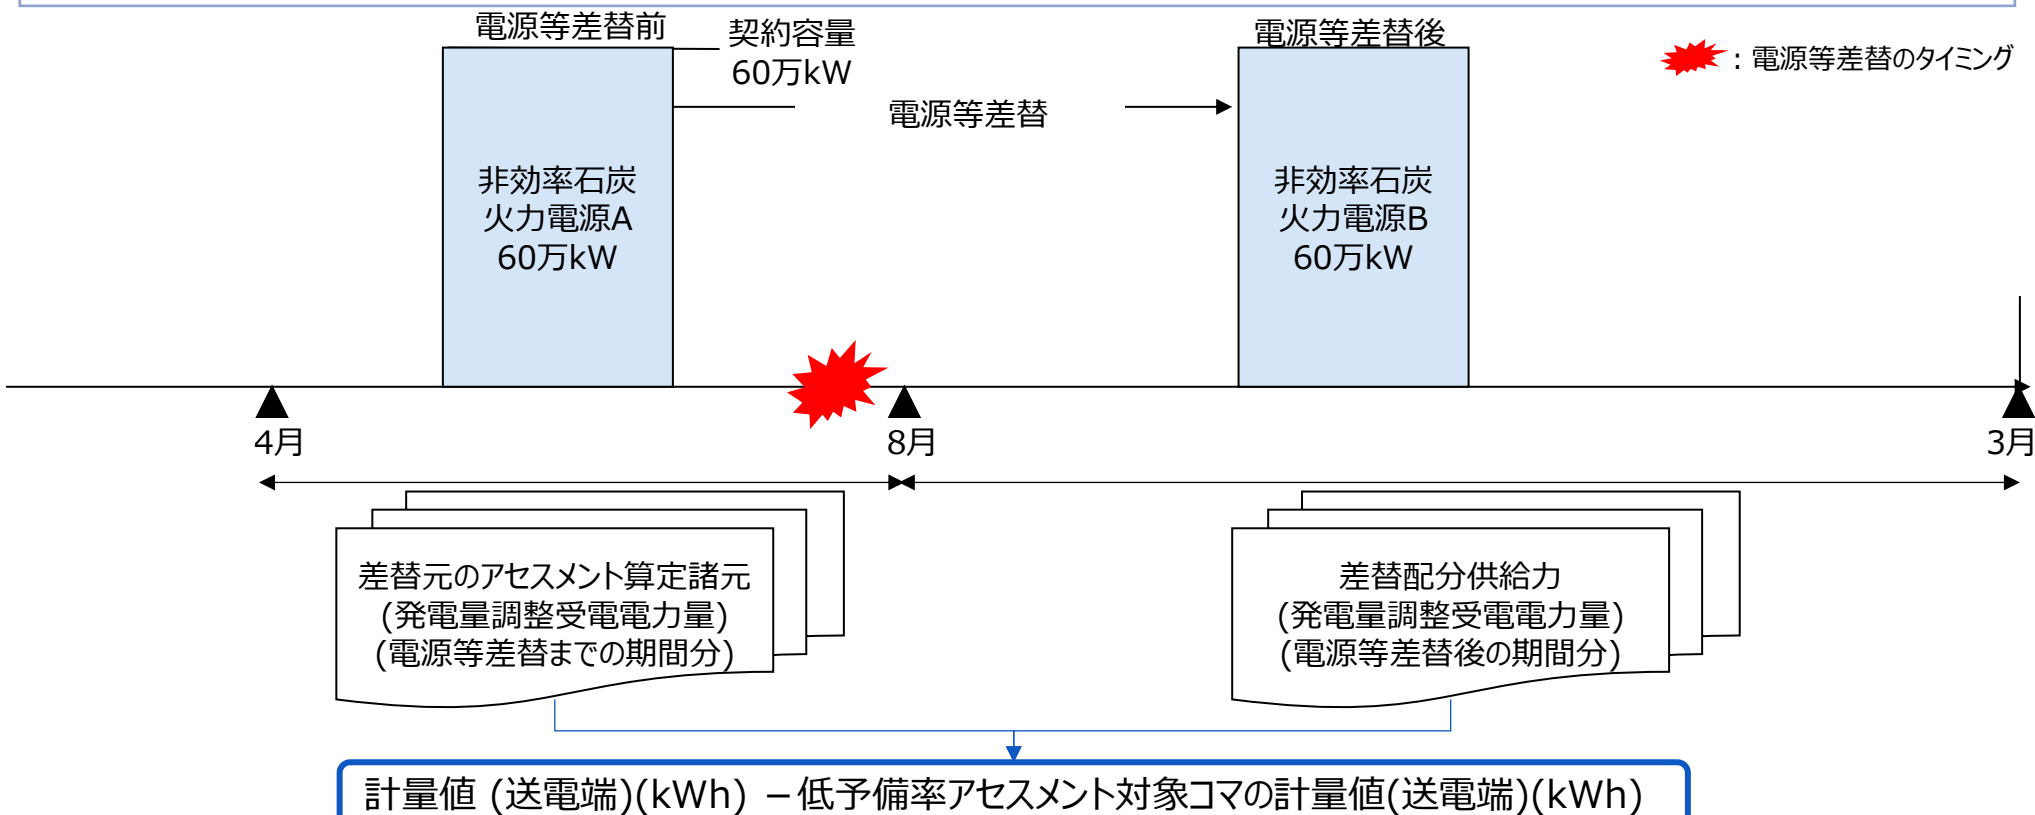 電源等差替前
契約容量
60万kW
電源等差替後
：電源等差替のタイミング
電源等差替
非効率石炭
火力電源A
60万kW
非効率石炭
火力電源B
60万kW
4月
8月
3月
差替元のアセスメント算定諸元
(発電量調整受電電力量)
(電源等差替までの期間分)
差替配分供給力
(発電量調整受電電力量)
(電源等差替後の期間分)
計量値 (送電端)(kWh) －低予備率アセスメント対象コマの計量値(送電端)(kWh)